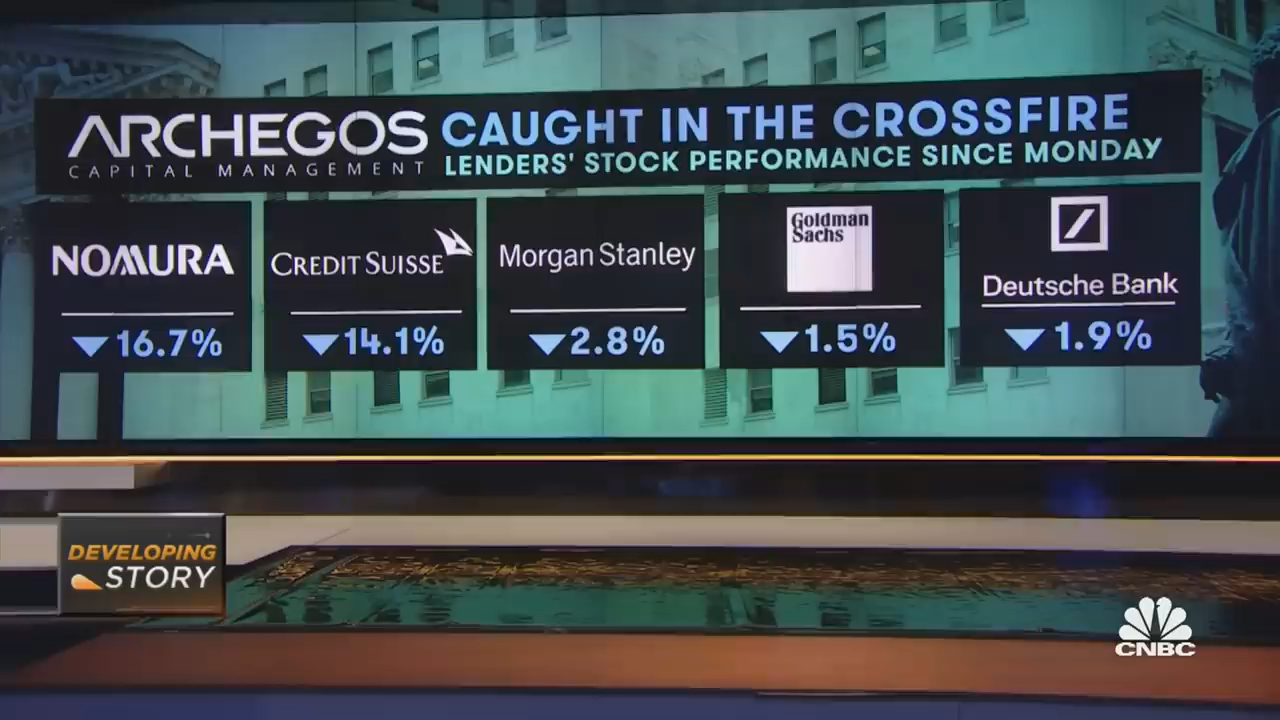 ARCHEGOS
CAPITAL MANAGEMENT
CAUGHT IN THE CROSSFIRE
LENDERS' STOCK PERFORMANCE SINCE MONDAY
NOMURA
▼16.7%
CREDIT SUISSE
▼14.1%
Morgan Stanley
▼2.8%
Goldman
Sachs
▼1.5%
Deutsche Bank
▼1.9%
DEVELOPING
STORY
CNBC